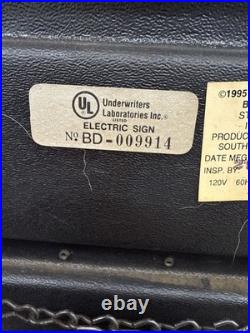 UL
Underwriters
Laboratories Inc.®
LISTED
ELECTRIC SIGN
No BD-009914
©1995
B
ST
PRODUC
SOUTH
DATE MFG
INSP. BY
120V 60H